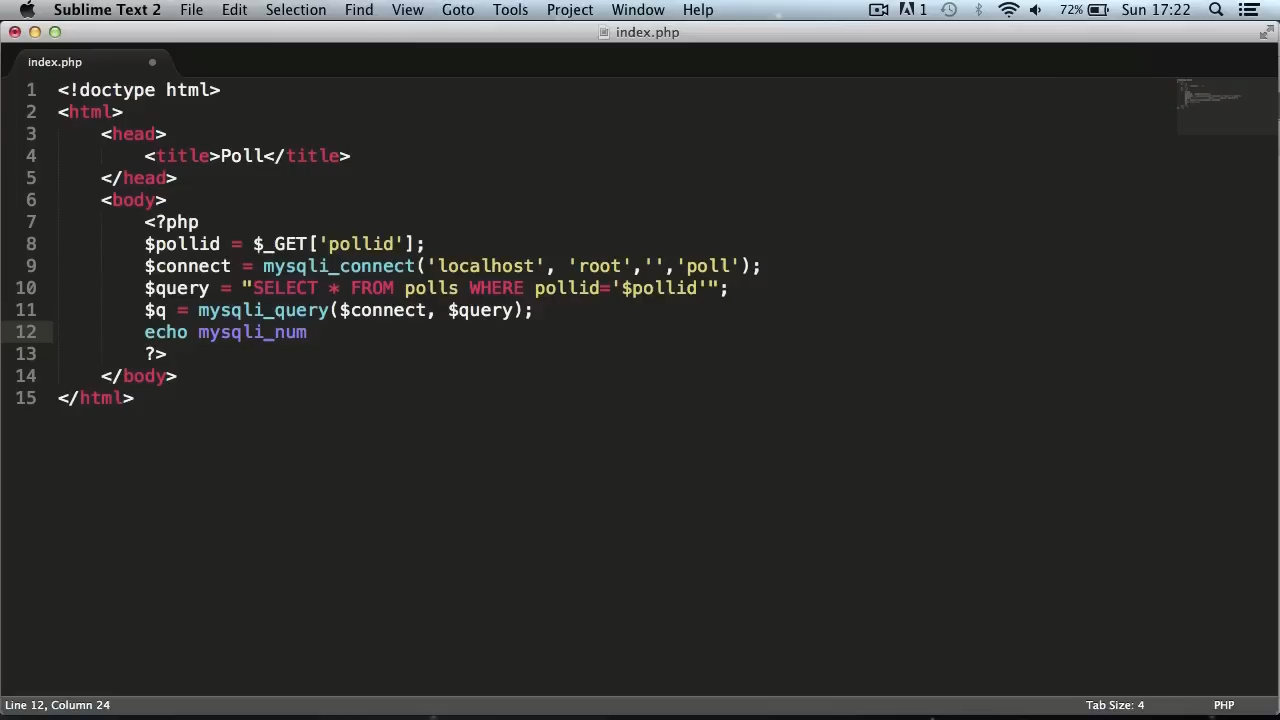 Sublime Text 2 File Edit Selection Find View Goto Tools Project Window Help 1 72% Sun 17:22
index.php
index.php
1 <!doctype html>
2 <html>
3 <head>
4 <title>Poll</title>
5 </head>
6 <body>
7 <?php
8 $pollid = $_GET['pollid'];
9 $connect = mysqli_connect('localhost', 'root','','poll');
10 $query = "SELECT * FROM polls WHERE pollid='$pollid'";
11 $q = mysqli_query($connect, $query);
12 echo mysqli_num
13 ?>
14 </body>
15 </html>
Line 12, Column 24 Tab Size: 4 PHP